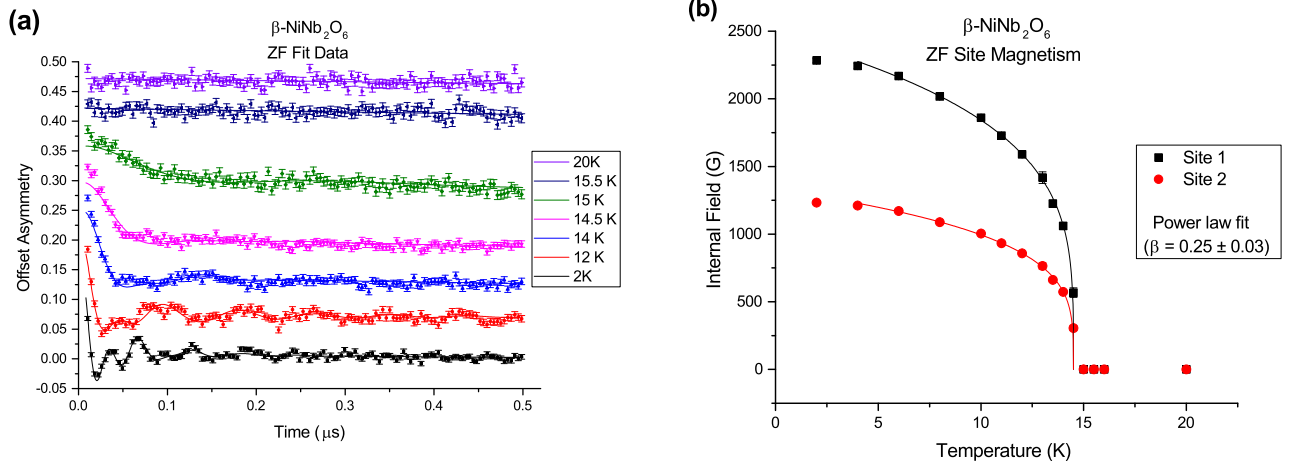 (a)
β-NiNb₂O₆
ZF Fit Data
0.50
0.45
0.40
0.35
0.30
0.25
0.20
0.15
0.10
0.05
0.00
-0.05
Offset Asymmetry
0.0 0.1 0.2 0.3 0.4 0.5
Time (μs)
20K
15.5 K
15 K
14.5 K
14 K
12 K
2K
(b)
β-NiNb₂O₆
ZF Site Magnetism
2500
2000
1500
1000
500
0
Internal Field (G)
0 5 10 15 20
Temperature (K)
Site 1
Site 2
Power law fit
(β = 0.25 ± 0.03)